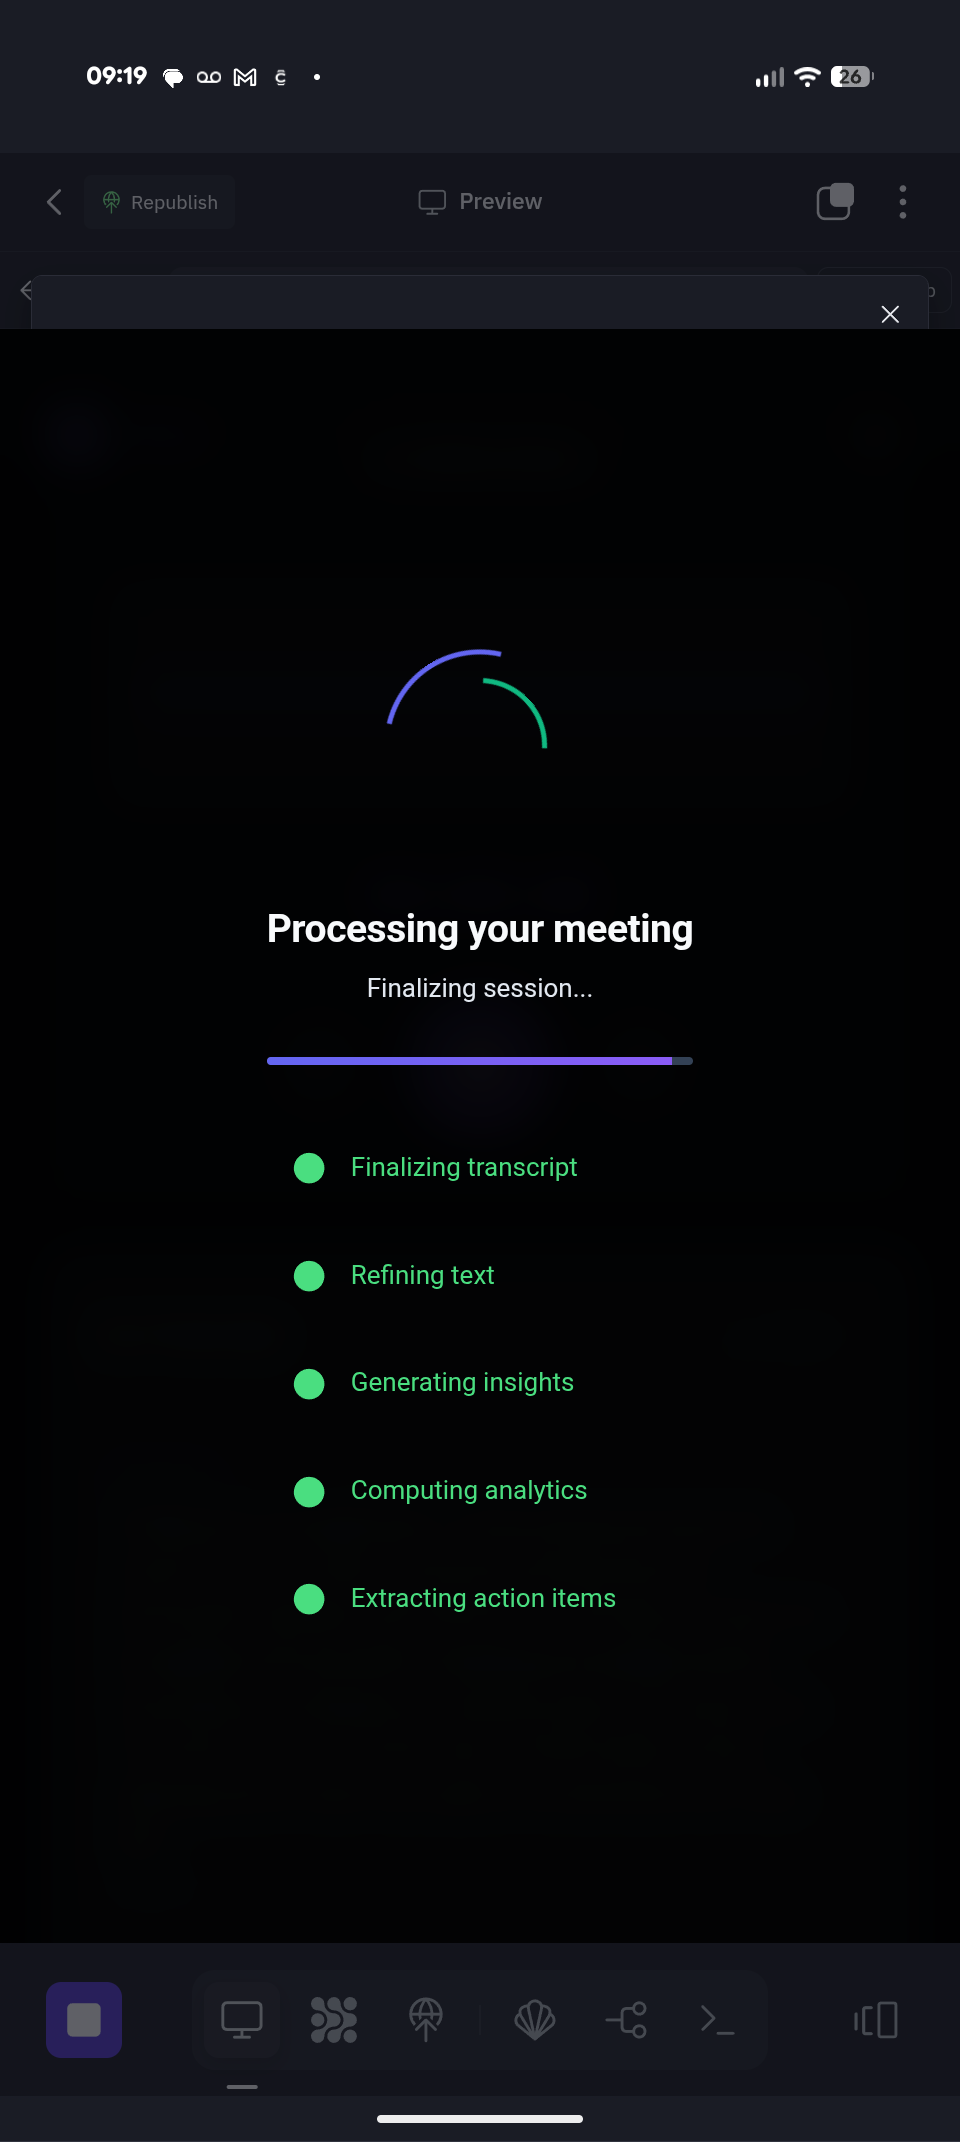 09:19
26
Republish
Preview
Processing your meeting
Finalizing session...
Finalizing transcript
Refining text
Generating insights
Computing analytics
Extracting action items